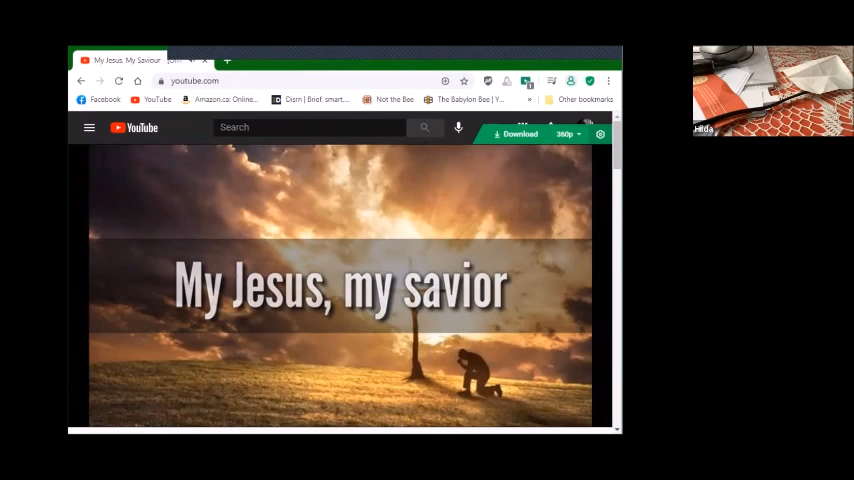 My Jesus. My Saviour
youtube.com
Facebook
YouTube
Amazon.ca: Online...
Disrn | Brief. smart....
Not the Bee
The Babylon Bee | Y...
»
Other bookmarks
YouTube
Search
Download
360p
My Jesus, my savior
Hilda